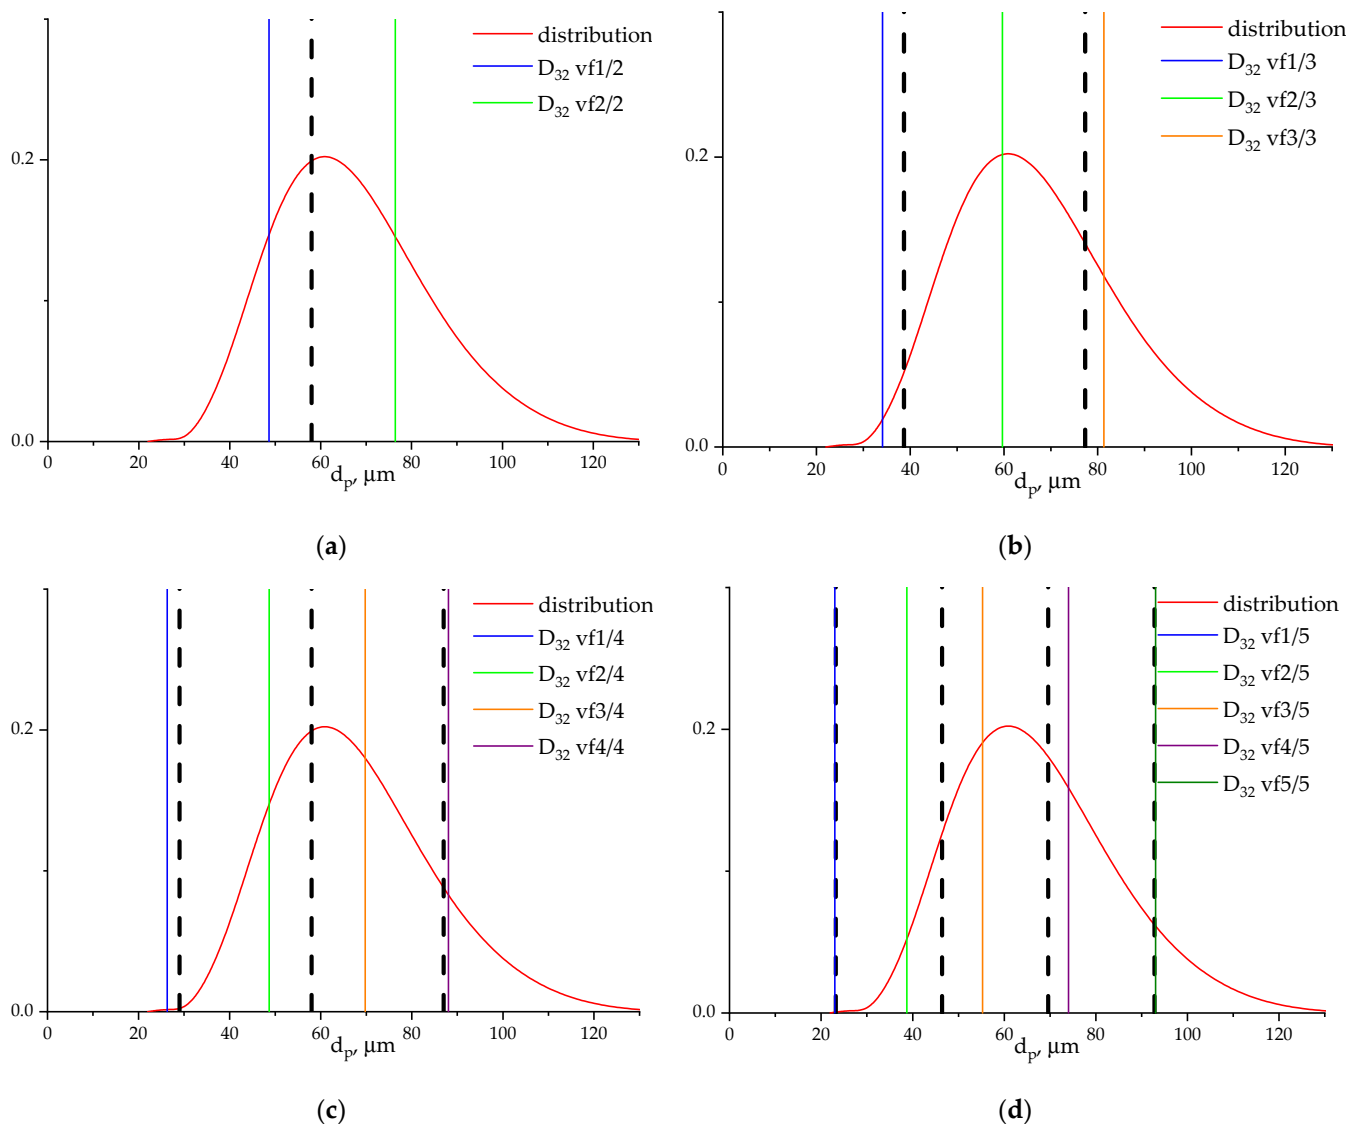 distribution
D₃₂ vf1/2
D₃₂ vf2/2
0.2
0.0
0 20 40 60 80 100 120
dₚ, μm
(a)
distribution
D₃₂ vf1/3
D₃₂ vf2/3
D₃₂ vf3/3
0.2
0.0
0 20 40 60 80 100 120
dₚ, μm
(b)
distribution
D₃₂ vf1/4
D₃₂ vf2/4
D₃₂ vf3/4
D₃₂ vf4/4
0.2
0.0
0 20 40 60 80 100 120
dₚ, μm
(c)
distribution
D₃₂ vf1/5
D₃₂ vf2/5
D₃₂ vf3/5
D₃₂ vf4/5
D₃₂ vf5/5
0.2
0.0
0 20 40 60 80 100 120
dₚ, μm
(d)